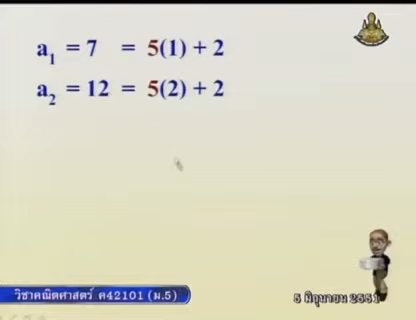 a₁ = 7 = 5(1) + 2
a₂ = 12 = 5(2) + 2
วิชาคณิตศาสตร์ ค42101 (ม.5)
5 มิถุนายน 2551